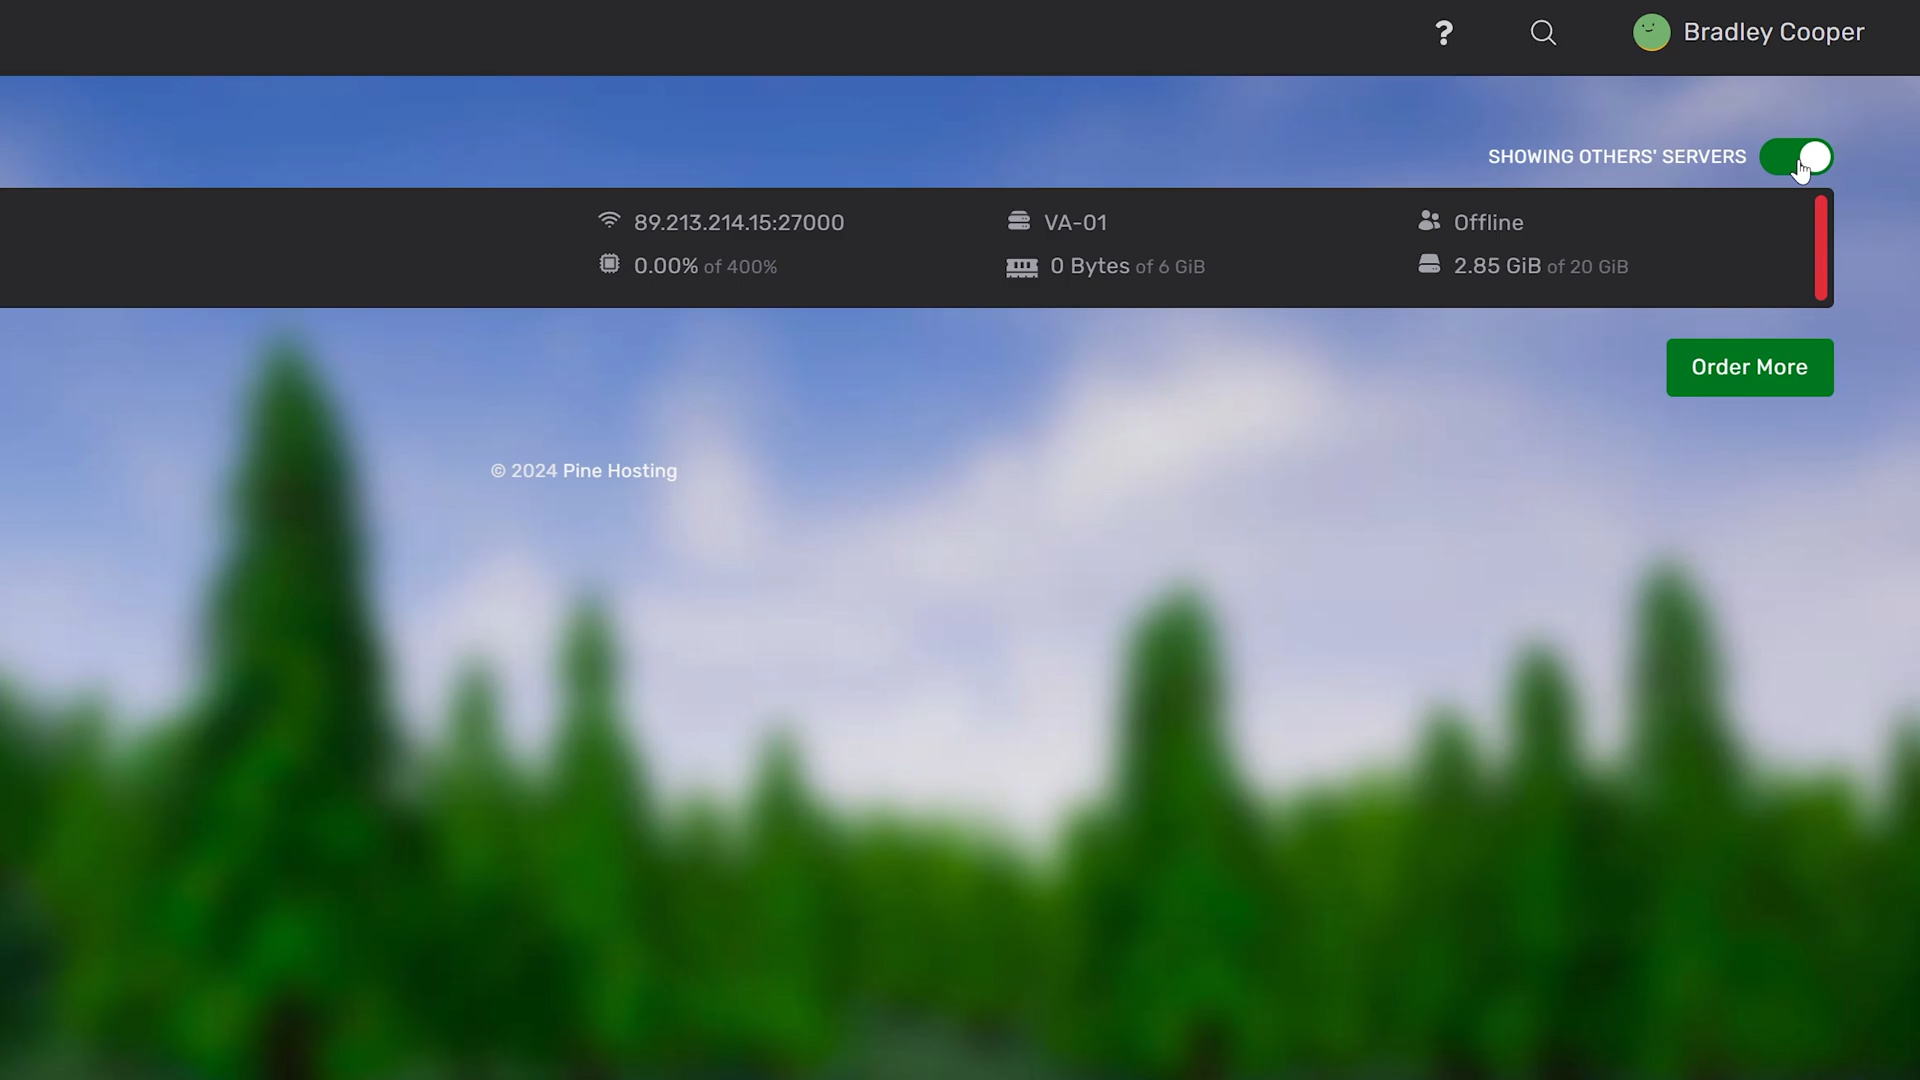 ? Bradley Cooper
SHOWING OTHERS' SERVERS
89.213.214.15:27000 VA-01 Offline
0.00% of 400% 0 Bytes of 6 GiB 2.85 GiB of 20 GiB
Order More
© 2024 Pine Hosting